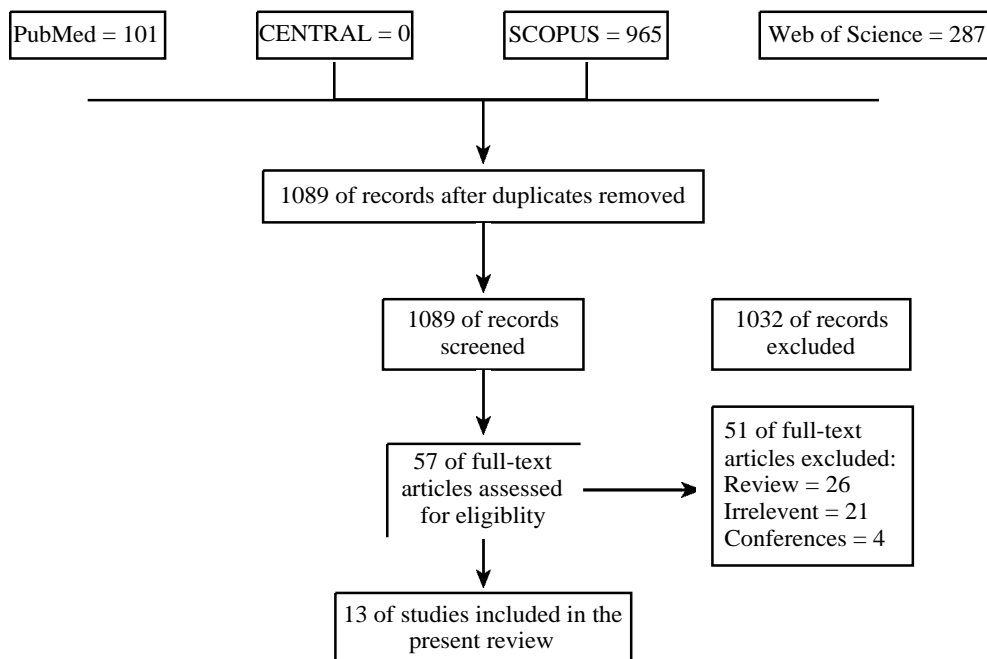 PubMed = 101
CENTRAL = 0
SCOPUS = 965
Web of Science = 287
1089 of records after duplicates removed
1089 of records
screened
1032 of records
excluded
57 of full-text
articles assessed
for eligiblity
51 of full-text
articles excluded:
Review = 26
Irrelevent = 21
Conferences = 4
13 of studies included in the
present review